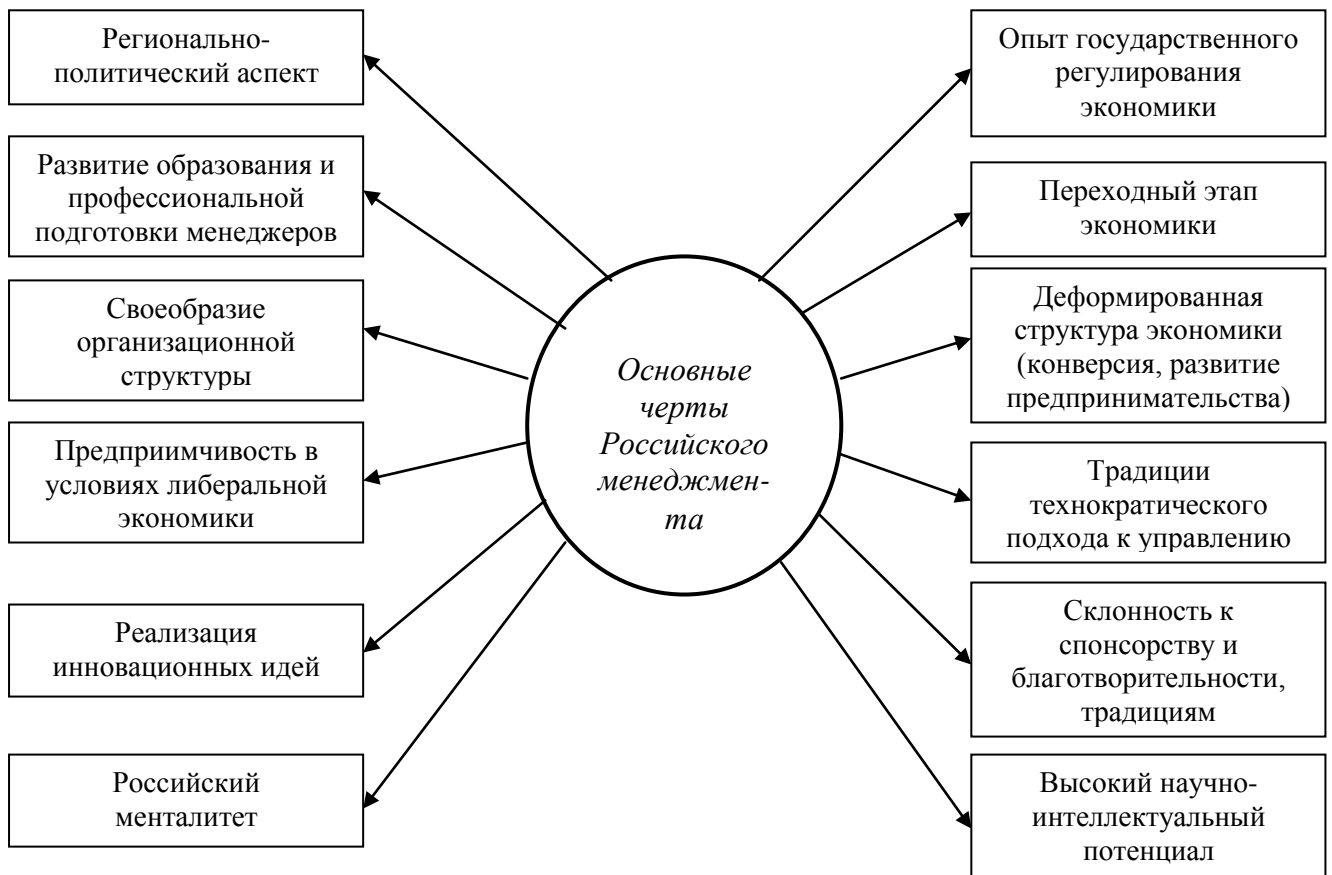 Регионально-
политический аспект
Развитие образования и
профессиональной
подготовки менеджеров
Своеобразие
организационной
структуры
Предприимчивость в
условиях либеральной
экономики
Реализация
инновационных идей
Российский
менталитет
Основные
черты
Российского
менеджмен-
та
Опыт государственного
регулирования
экономики
Переходный этап
экономики
Деформированная
структура экономики
(конверсия, развитие
предпринимательства)
Традиции
технократического
подхода к управлению
Склонность к
спонсорству и
благотворительности,
традициям
Высокий научно-
интеллектуальный
потенциал